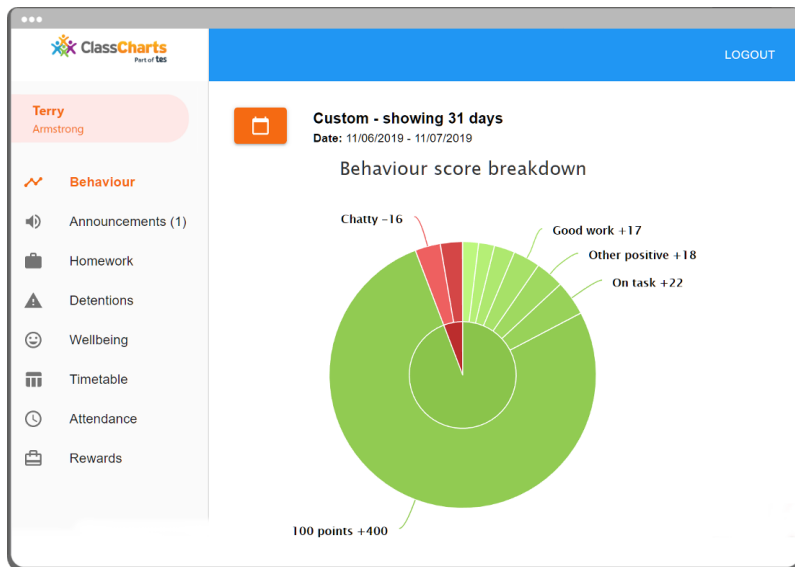 ClassCharts
Part of tes
LOGOUT
Terry
Armstrong
Behaviour
Announcements (1)
Homework
Detentions
Wellbeing
Timetable
Attendance
Rewards
Custom - showing 31 days
Date: 11/06/2019 - 11/07/2019
Behaviour score breakdown
Chatty -16
Good work +17
Other positive +18
On task +22
100 points +400